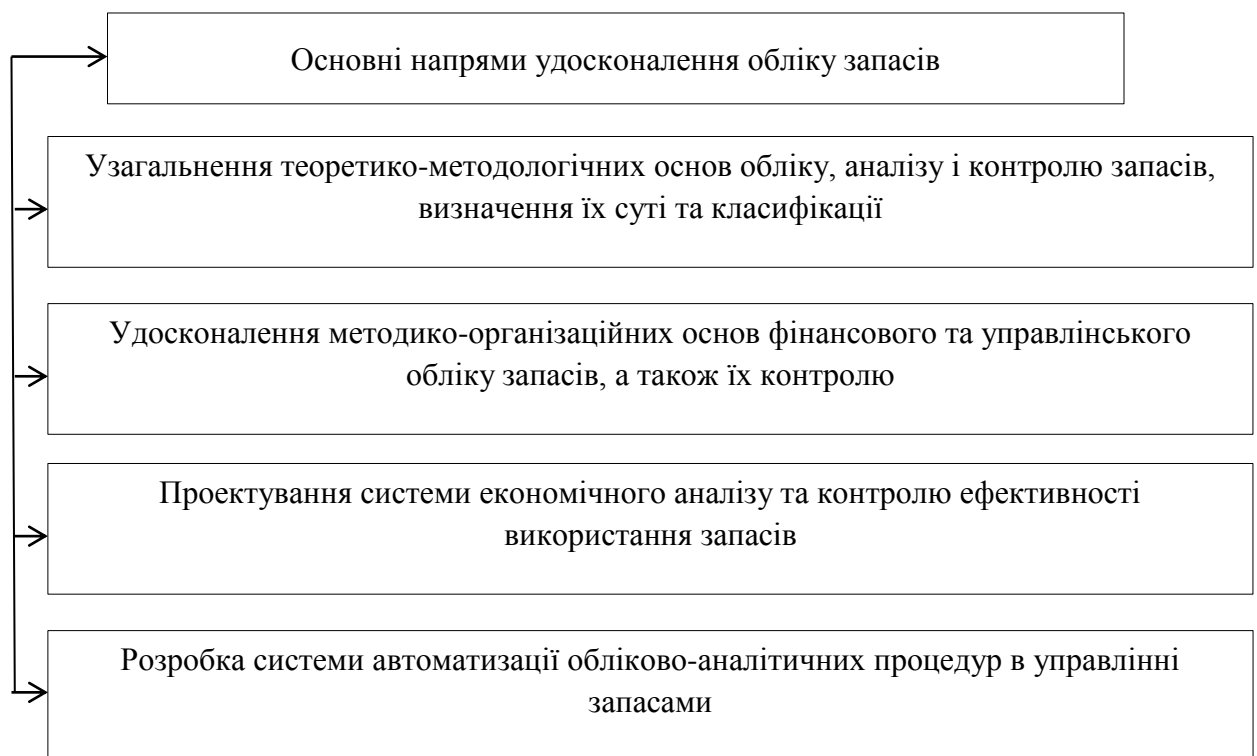 Основні напрями удосконалення обліку запасів
Узагальнення теоретико-методологічних основ обліку, аналізу і контролю запасів,
визначення їх суті та класифікації
Удосконалення методико-організаційних основ фінансового та управлінського
обліку запасів, а також їх контролю
Проектування системи економічного аналізу та контролю ефективності
використання запасів
Розробка системи автоматизації обліково-аналітичних процедур в управлінні
запасами